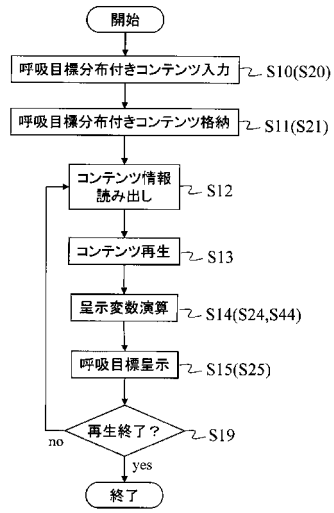 開始
呼吸目標分布付きコンテンツ入力
S10(S20)
呼吸目標分布付きコンテンツ格納
S11(S21)
コンテンツ情報
読み出し
S12
コンテンツ再生
S13
呈示変数演算
S14(S24,S44)
呼吸目標呈示
S15(S25)
再生終了?
S19
no
yes
終了